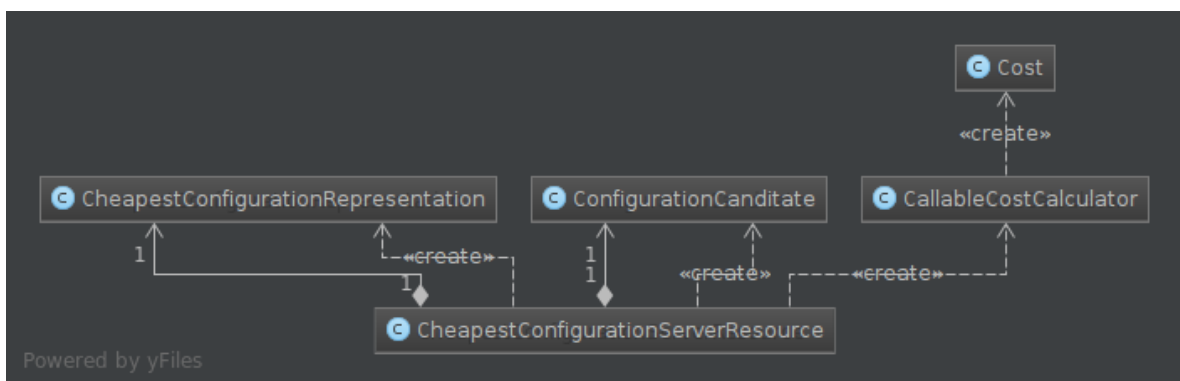 C Cost
«create»
C CheapestConfigurationRepresentation
C ConfigurationCanditate
C CallableCostCalculator
1
«create»
1
1
1
«create»
«create»
C CheapestConfigurationServerResource
Powered by yFiles